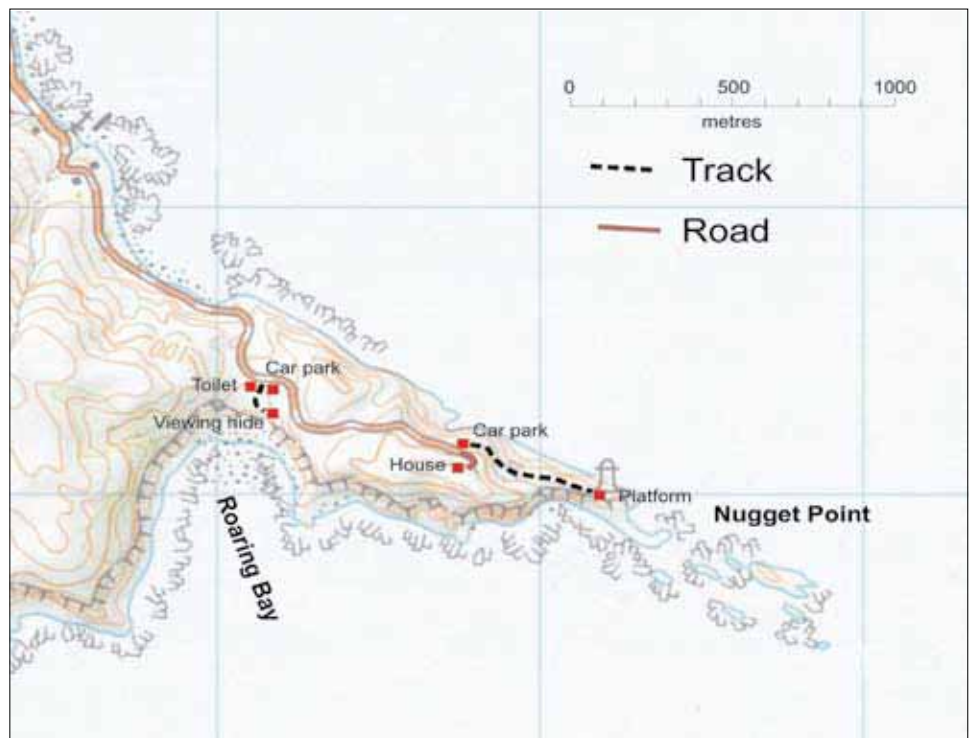 0 500 1000
metres
Track
Road
100
Car park
Toilet
Viewing hide
Car park
House
Platform
Nugget Point
Roaring Bay